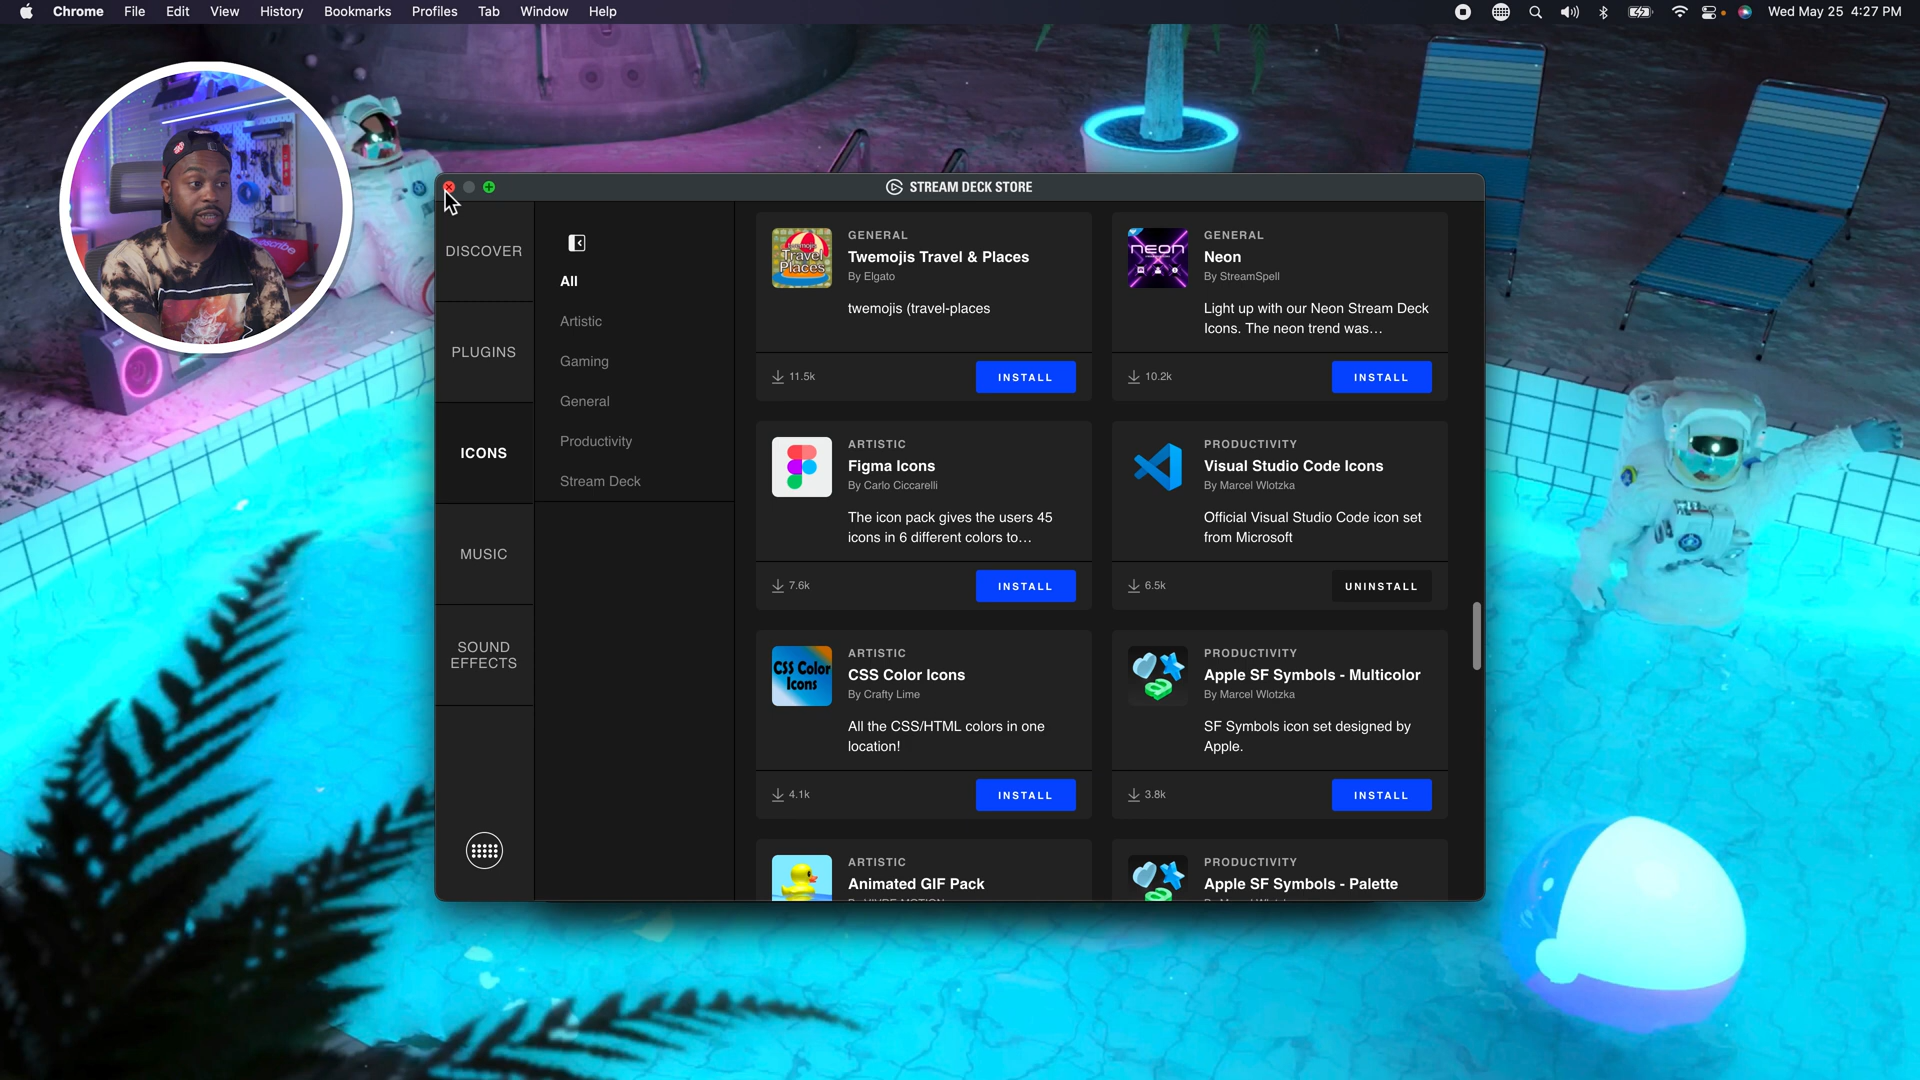 Chrome File Edit View History Bookmarks Profiles Tab Window Help
Wed May 25 4:27 PM
STREAM DECK STORE
DISCOVER
PLUGINS
ICONS
MUSIC
SOUND
EFFECTS
All
Artistic
Gaming
General
Productivity
Stream Deck
Twemojis
Travel
Places
GENERAL
Twemojis Travel & Places
By Elgato
twemojis (travel-places
11.5k
INSTALL
NEON
GENERAL
Neon
By StreamSpell
Light up with our Neon Stream Deck
Icons. The neon trend was…
10.2k
INSTALL
ARTISTIC
Figma Icons
By Carlo Ciccarelli
The icon pack gives the users 45
icons in 6 different colors to…
7.6k
INSTALL
PRODUCTIVITY
Visual Studio Code Icons
By Marcel Wlotzka
Official Visual Studio Code icon set
from Microsoft
6.5k
UNINSTALL
CSS Color
Icons
ARTISTIC
CSS Color Icons
By Crafty Lime
All the CSS/HTML colors in one
location!
4.1k
INSTALL
PRODUCTIVITY
Apple SF Symbols - Multicolor
By Marcel Wlotzka
SF Symbols icon set designed by
Apple.
3.8k
INSTALL
ARTISTIC
Animated GIF Pack
PRODUCTIVITY
Apple SF Symbols - Palette